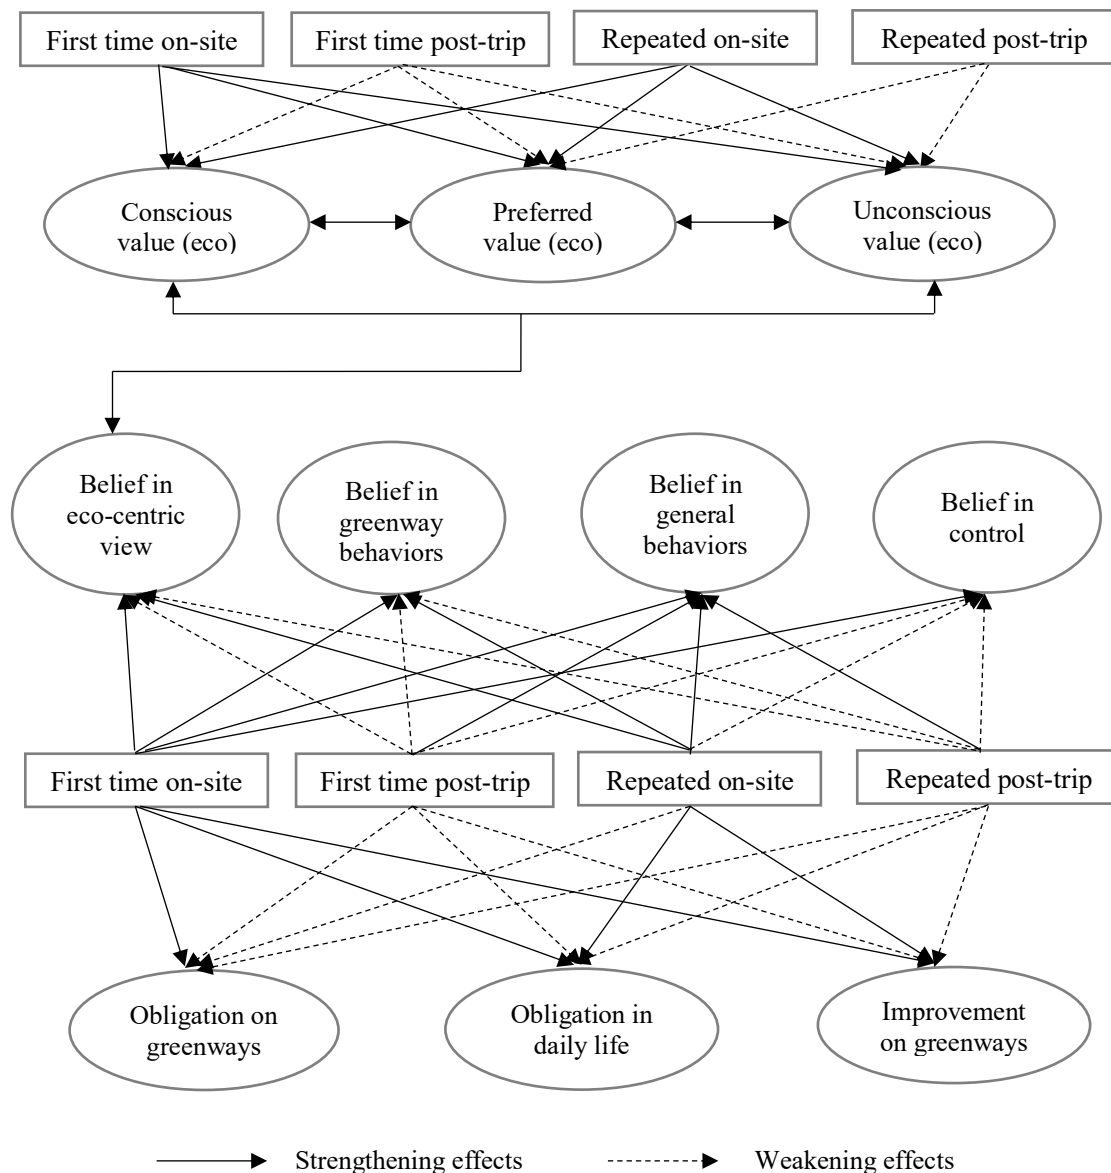 First time on-site
First time post-trip
Repeated on-site
Repeated post-trip
Conscious
value (eco)
Preferred
value (eco)
Unconscious
value (eco)
Belief in
eco-centric
view
Belief in
greenway
behaviors
Belief in
general
behaviors
Belief in
control
First time on-site
First time post-trip
Repeated on-site
Repeated post-trip
Obligation on
greenways
Obligation in
daily life
Improvement
on greenways
Strengthening effects
Weakening effects